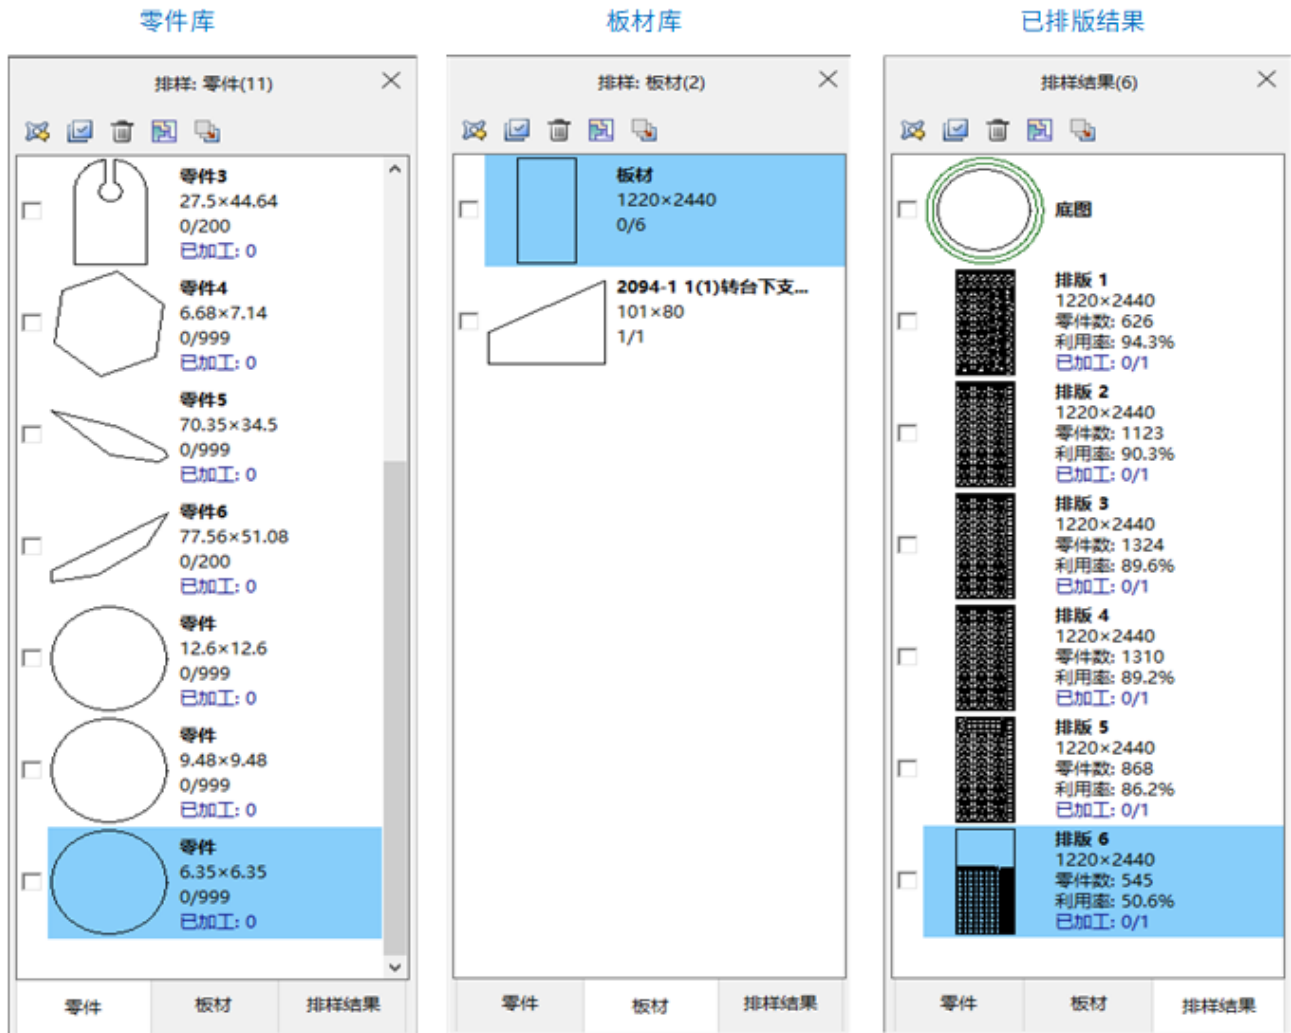 零件库
排样: 零件(11)
零件3
27.5×44.64
0/200
已加工: 0
零件4
6.68×7.14
0/999
已加工: 0
零件5
70.35×34.5
0/999
已加工: 0
零件6
77.56×51.08
0/200
已加工: 0
零件
12.6×12.6
0/999
已加工: 0
零件
9.48×9.48
0/999
已加工: 0
零件
6.35×6.35
0/999
已加工: 0
零件 板材 排样结果
板材库
排样: 板材(2)
板材
1220×2440
0/6
2094-1 1(1)转台下支...
101×80
1/1
零件 板材 排样结果
已排版结果
排样结果(6)
底图
排版 1
1220×2440
零件数: 626
利用率: 94.3%
已加工: 0/1
排版 2
1220×2440
零件数: 1123
利用率: 90.3%
已加工: 0/1
排版 3
1220×2440
零件数: 1324
利用率: 89.6%
已加工: 0/1
排版 4
1220×2440
零件数: 1310
利用率: 89.2%
已加工: 0/1
排版 5
1220×2440
零件数: 868
利用率: 86.2%
已加工: 0/1
排版 6
1220×2440
零件数: 545
利用率: 50.6%
已加工: 0/1
零件 板材 排样结果